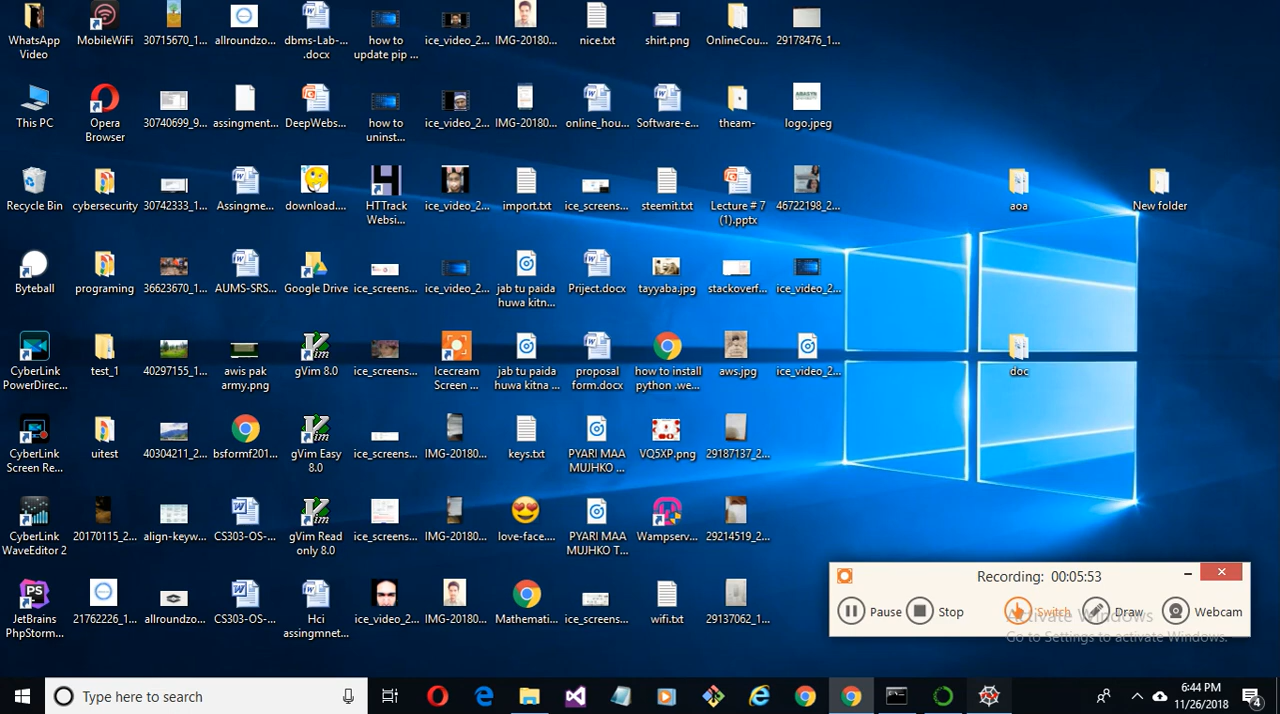 WhatsApp Video
MobileWiFi
30715670_1...
allroundzo...
dbms-Lab-... .docx
how to update pip ...
ice_video_2...
IMG-20180...
nice.txt
shirt.png
OnlineCou...
29178476_1...
This PC
Opera Browser
30740699_9...
assingment...
DeepWebs...
how to uninst...
ice_video_2...
IMG-20180...
online_hou...
Software-e...
theam-
logo.jpeg
Recycle Bin
cybersecurity
30742333_1...
Assingme...
download....
HTTrack Websi...
ice_video_2...
import.txt
ice_screens...
steemit.txt
Lecture # 7 (1).pptx
46722198_2...
aoa
New folder
Byteball
programing
36623670_1...
AUMS-SRS...
Google Drive
ice_screens...
ice_video_2...
jab tu paida huwa kitn...
Priject.docx
tayyaba.jpg
stackoverf...
ice_video_2...
CyberLink PowerDirec...
test_1
40297155_1...
awis pak army.png
gVim 8.0
ice_screens...
Icecream Screen ...
jab tu paida huwa kitna ...
proposal form.docx
how to install python .we...
aws.jpg
ice_video_2...
doc
CyberLink Screen Re...
uitest
40304211_2...
bsformf201...
gVim Easy 8.0
ice_screens...
IMG-20180...
keys.txt
PYARI MAA MUJHKO ...
VQ5XP.png
29187137_2...
CyberLink WaveEditor 2
20170115_2...
align-keyw...
CS303-OS-...
gVim Read only 8.0
ice_screens...
IMG-20180...
love-face....
PYARI MAA MUJHKO T...
Wampserv...
29214519_2...
JetBrains PhpStorm...
21762226_1...
allroundzo...
CS303-OS-...
Hci assingmnet...
ice_video_2...
IMG-20180...
Mathemati...
ice_screens...
wifi.txt
29137062_1...
Recording: 00:05:53
Pause
Stop
Switch
Draw
Webcam
Activate Windows
Go to Settings to activate Windows.
Type here to search
6:44 PM
11/26/2018
4